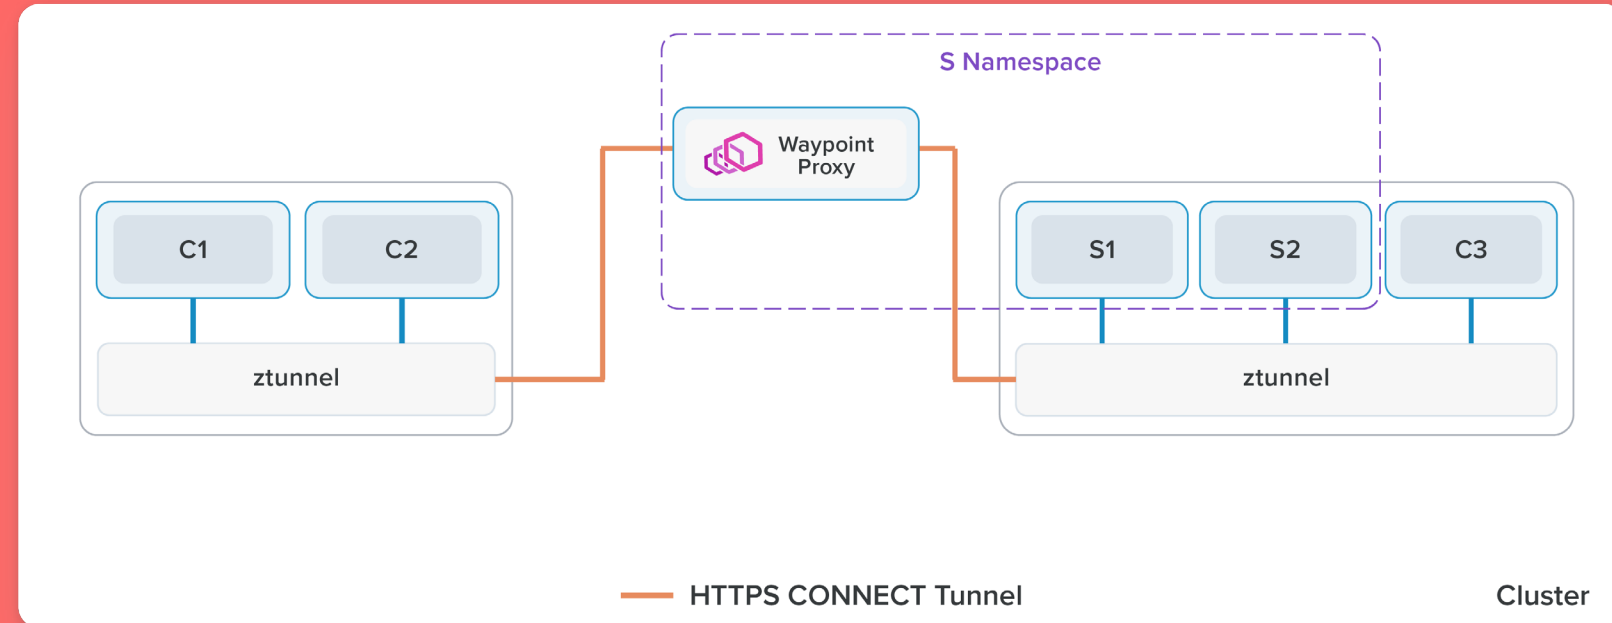 S Namespace
Waypoint
Proxy
C1
C2
S1
S2
C3
ztunnel
ztunnel
HTTPS CONNECT Tunnel
Cluster